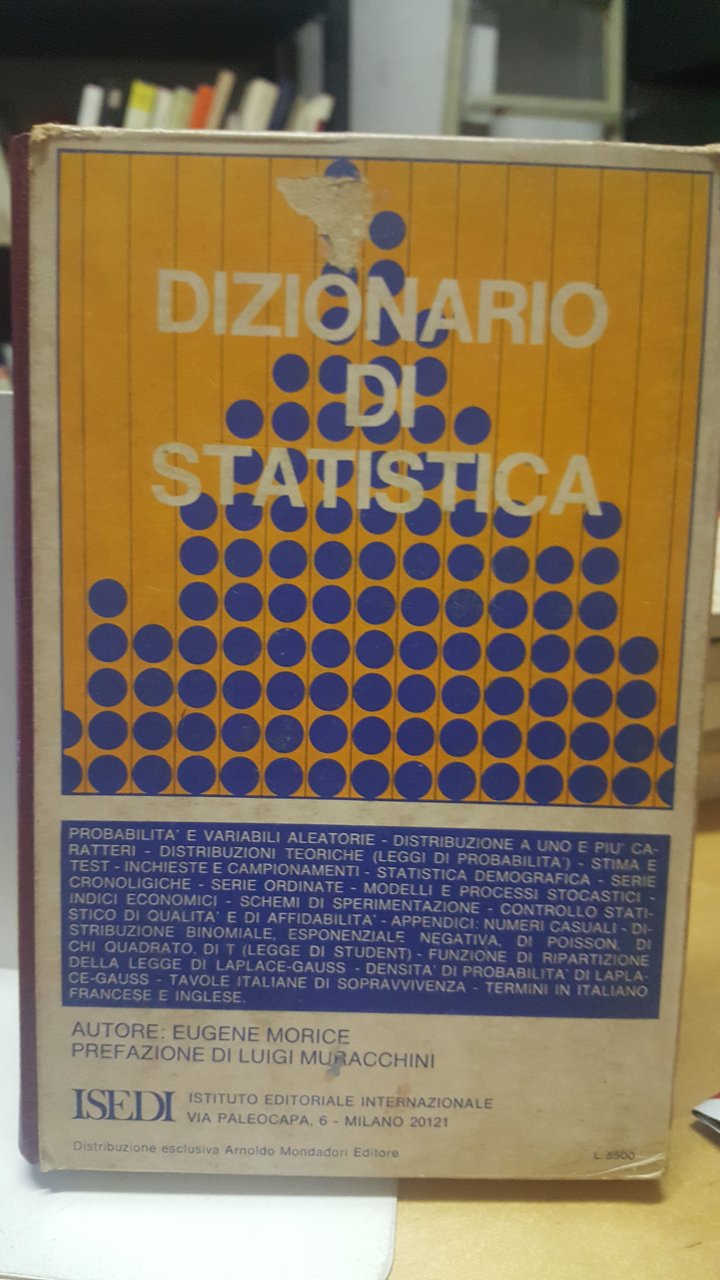 DIZIONARIO
DI
STATISTICA
PROBABILITA' E VARIABILI ALEATORIE - DISTRIBUZIONE A UNO E PIU' CA-
RATTERI - DISTRIBUZIONI TEORICHE (LEGGI DI PROBABILITA') - STIMA E
TEST - INCHIESTE E CAMPIONAMENTI - STATISTICA DEMOGRAFICA - SERIE
CRONOLIGICHE - SERIE ORDINATE - MODELLI E PROCESSI STOCASTICI -
INDICI ECONOMICI - SCHEMI DI SPERIMENTAZIONE - CONTROLLO STATI-
STICO DI QUALITA' E DI AFFIDABILITA' - APPENDICI: NUMERI CASUALI - DI-
STRIBUZIONE BINOMIALE, ESPONENZIALE NEGATIVA, DI POISSON, DI
CHI QUADRATO, DI T (LEGGE DI STUDENT) - FUNZIONE DI RIPARTIZIONE
DELLA LEGGE DI LAPLACE-GAUSS - DENSITA' DI PROBABILITA' DI LAPLA-
CE-GAUSS - TAVOLE ITALIANE DI SOPRAVVIVENZA - TERMINI IN ITALIANO
FRANCESE E INGLESE.
AUTORE: EUGENE MORICE
PREFAZIONE DI LUIGI MURACCHINI
ISEDI ISTITUTO EDITORIALE INTERNAZIONALE
VIA PALEOCAPA, 6 - MILANO 20121
Distribuzione esclusiva Arnoldo Mondadori Editore
L. 5500